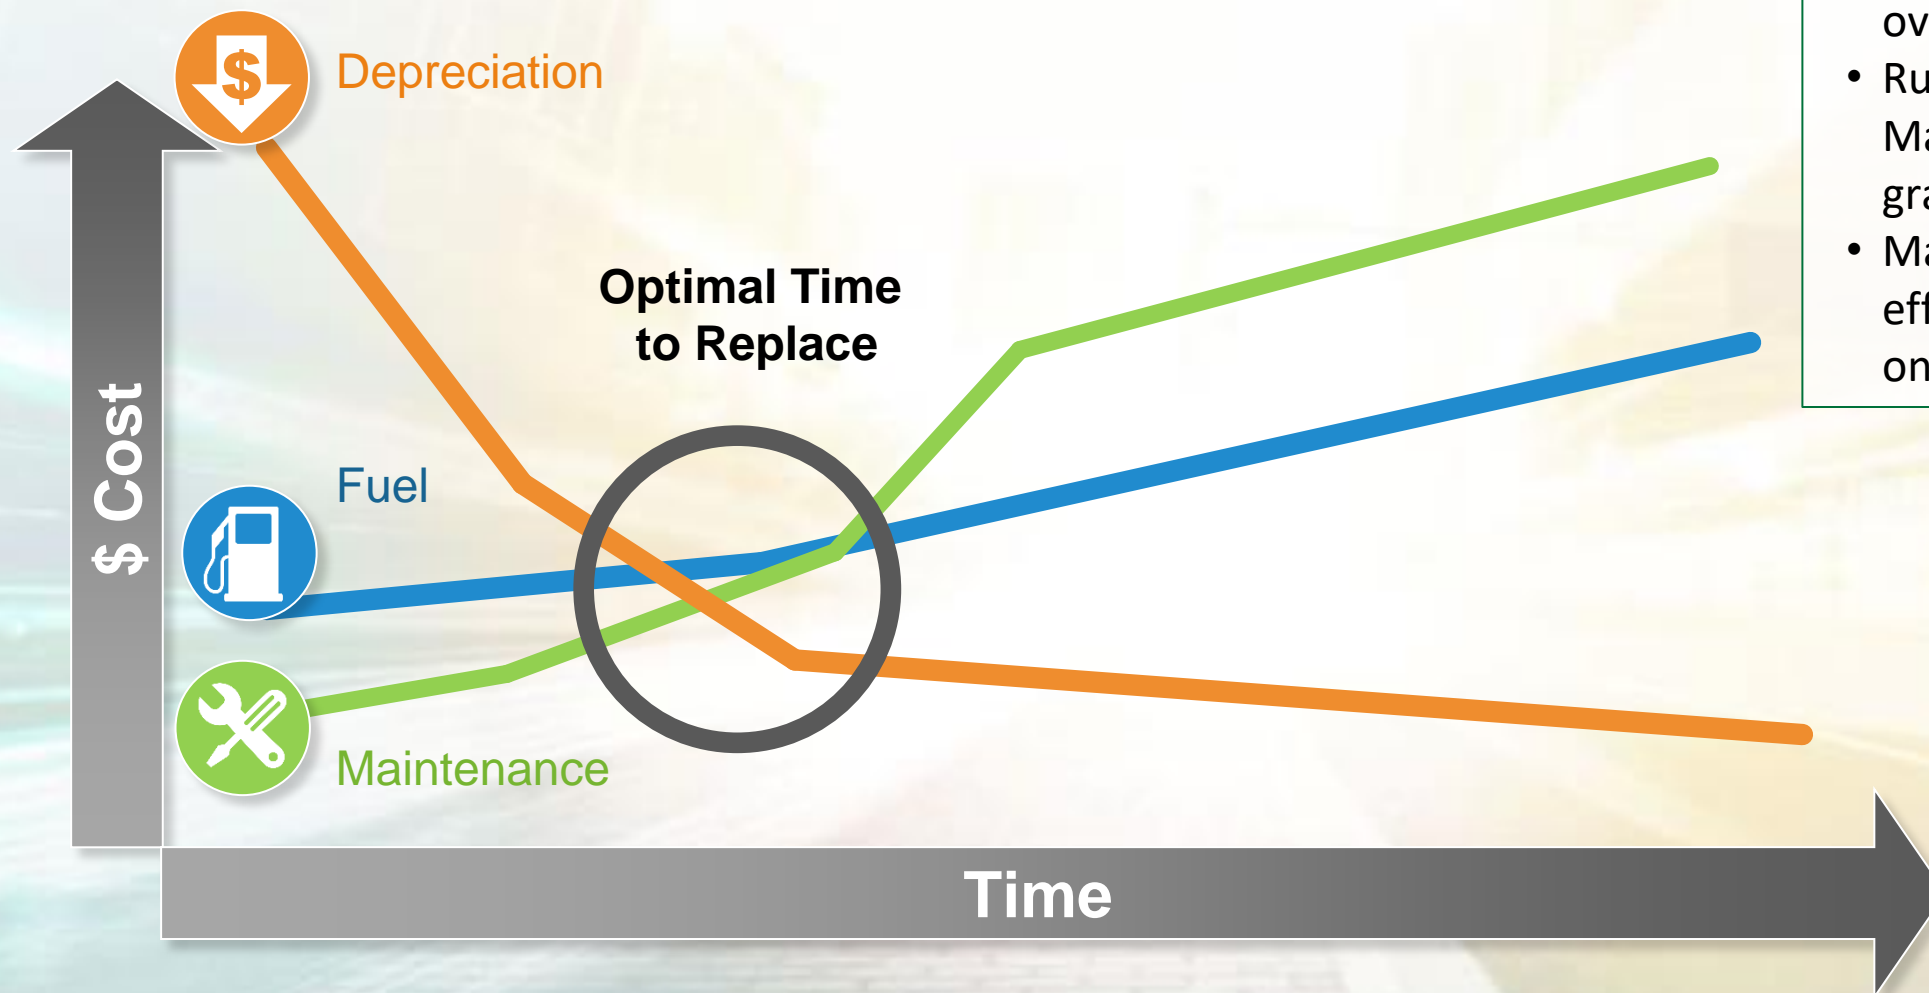 $
Depreciation
Optimal Time
to Replace
$ Cost
Fuel
Maintenance
Time